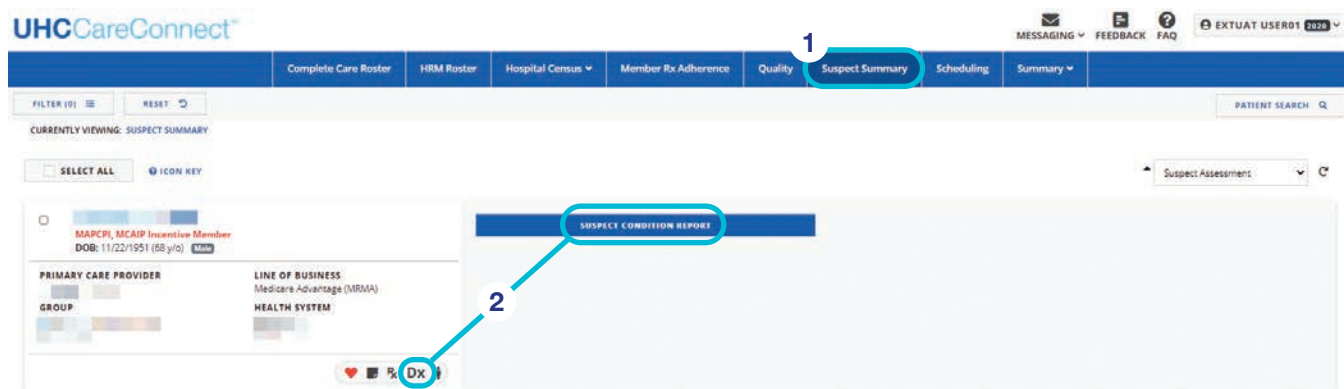 UHCCareConnect™
MESSAGING FEEDBACK FAQ EXTUAT USER01 2020
1
Complete Care Roster HRM Roster Hospital Census Member Rx Adherence Quality Suspect Summary Scheduling Summary
FILTER (0) RESET PATIENT SEARCH
CURRENTLY VIEWING: SUSPECT SUMMARY
SELECT ALL ICON KEY Suspect Assessment
SUSPECT CONDITION REPORT
MAPCPI, MCAIP Incentive Member
DOB: 11/22/1951 (68 y/o) Male
PRIMARY CARE PROVIDER LINE OF BUSINESS
Medicare Advantage (MRMA)
GROUP HEALTH SYSTEM
2
Rx Dx